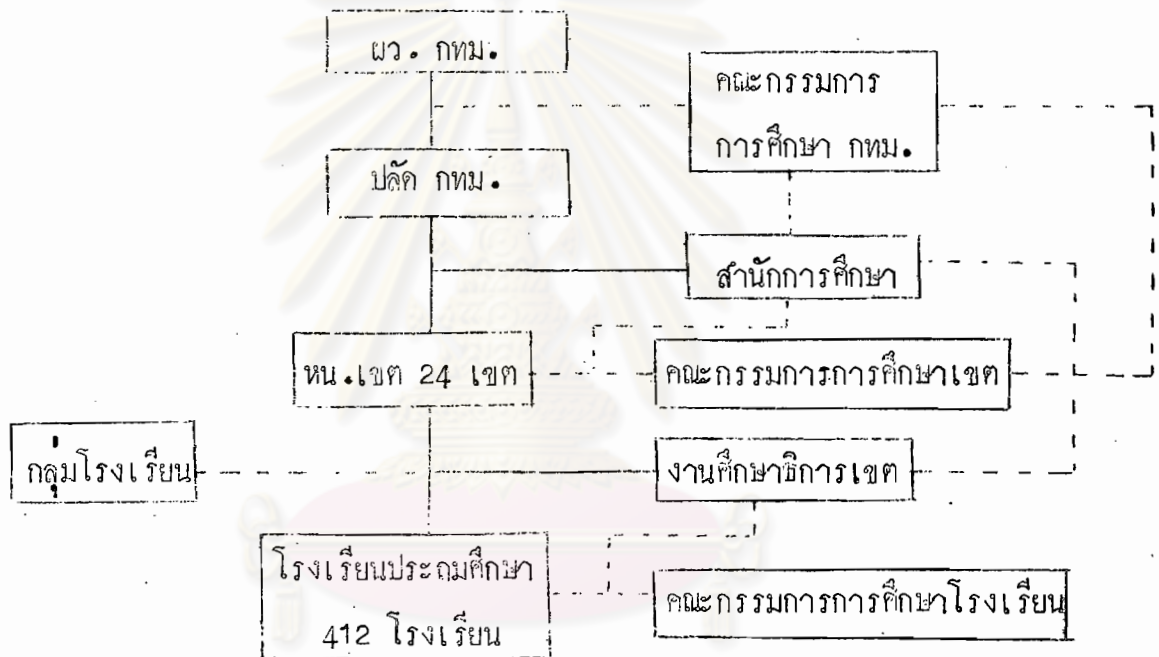 ผว. กทม.
คณะกรรมการ
การศึกษา กทม.
ปลัด กทม.
สำนักการศึกษา
หน.เขต 24 เขต
คณะกรรมการการศึกษาเขต
กลุ่มโรงเรียน
งานศึกษาธิการเขต
โรงเรียนประถมศึกษา
412 โรงเรียน
คณะกรรมการการศึกษาโรงเรียน